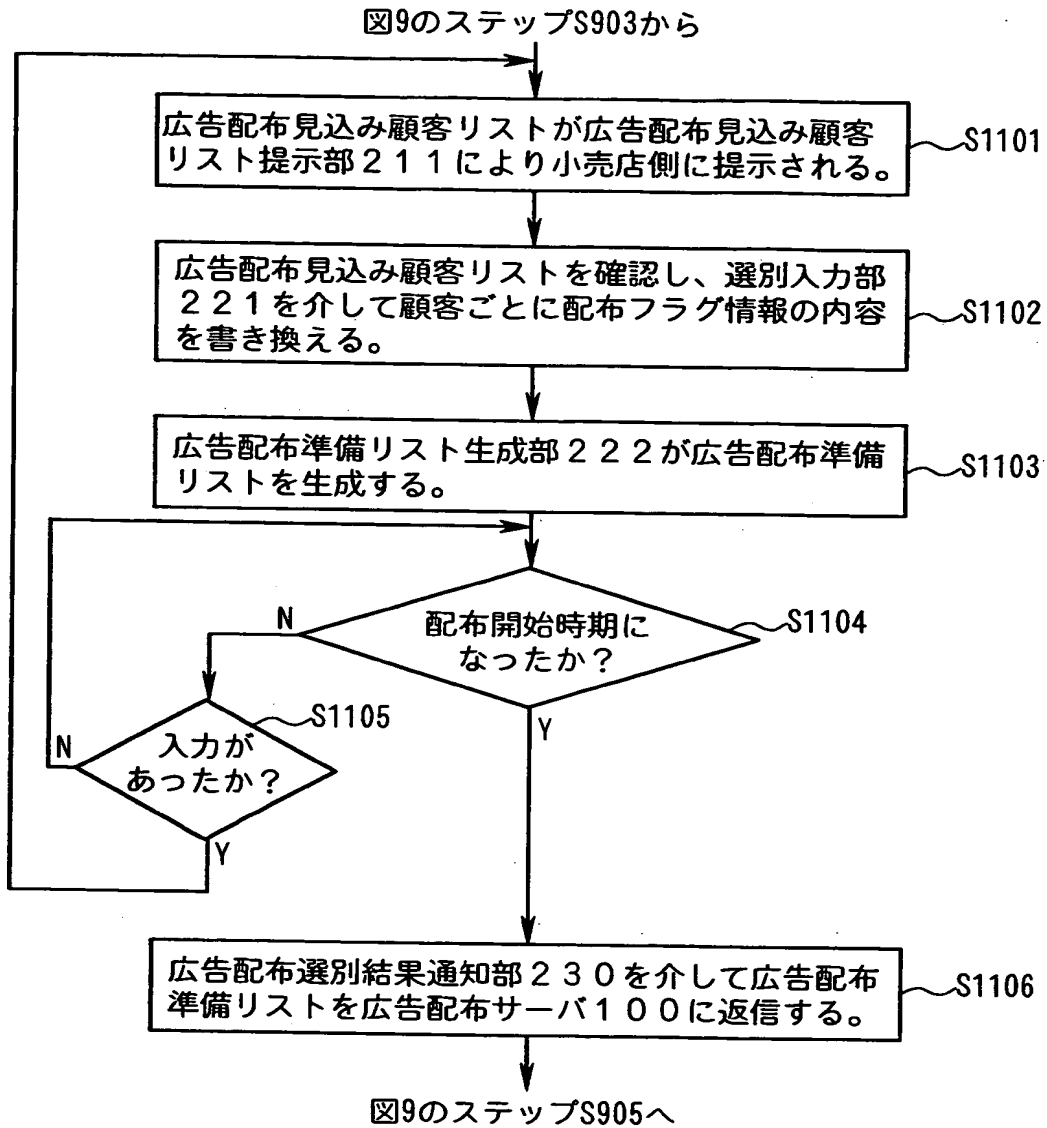 図9のステップS903から
広告配布見込み顧客リストが広告配布見込み顧客
リスト提示部211により小売店側に提示される。
S1101
広告配布見込み顧客リストを確認し、選別入力部
221を介して顧客ごとに配布フラグ情報の内容
を書き換える。
S1102
広告配布準備リスト生成部222が広告配布準備
リストを生成する。
S1103
配布開始時期に
なったか?
S1104
N
Y
入力が
あったか?
S1105
N
Y
広告配布選別結果通知部230を介して広告配布
準備リストを広告配布サーバ100に返信する。
S1106
図9のステップS905へ